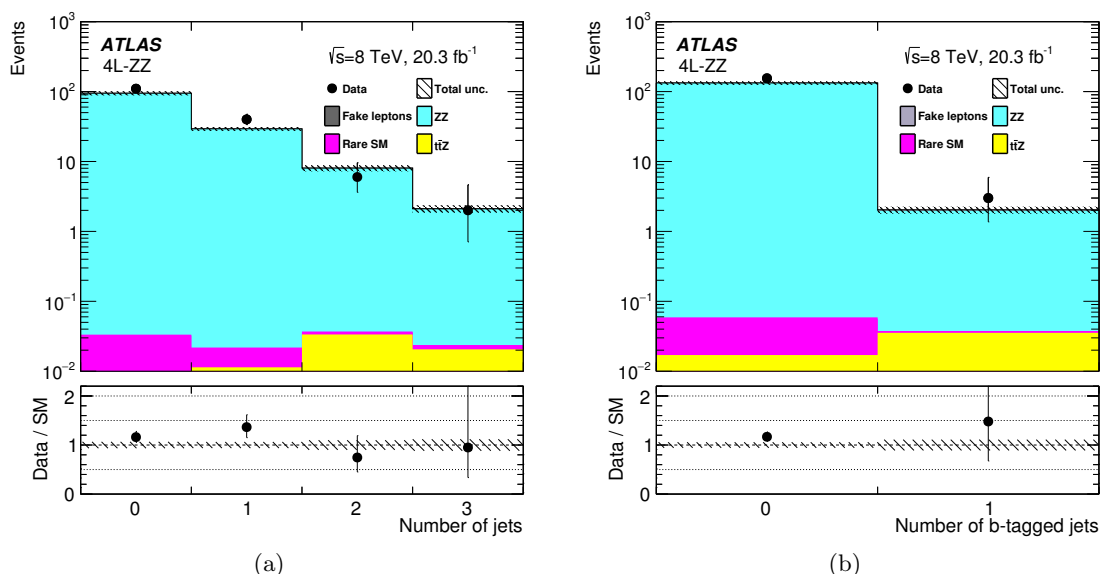 Events
10³
10²
10
1
10⁻¹
10⁻²
ATLAS
4L-ZZ
√s=8 TeV, 20.3 fb⁻¹
Data
Total unc.
Fake leptons
ZZ
Rare SM
tt̄Z
Data / SM
2
1
0
0
1
2
3
Number of jets
(a)
Events
10³
10²
10
1
10⁻¹
10⁻²
ATLAS
4L-ZZ
√s=8 TeV, 20.3 fb⁻¹
Data
Total unc.
Fake leptons
ZZ
Rare SM
tt̄Z
Data / SM
2
1
0
0
1
Number of b-tagged jets
(b)